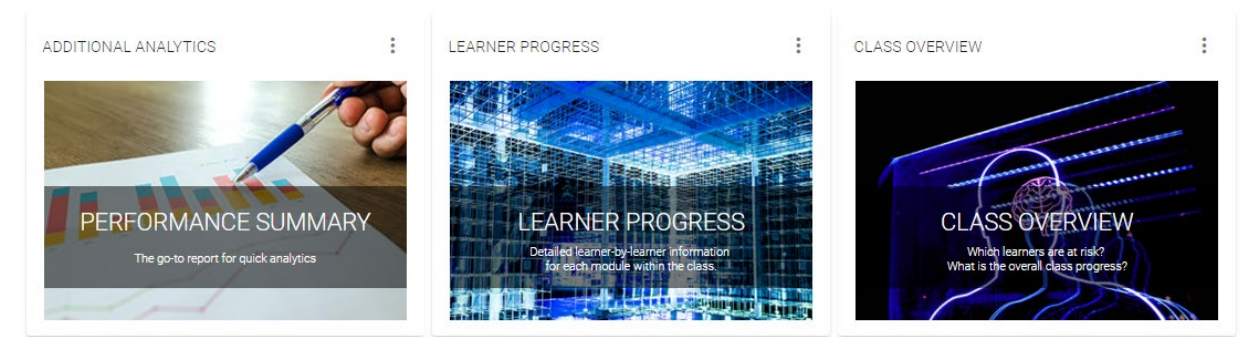 ADDITIONAL ANALYTICS
PERFORMANCE SUMMARY
The go-to report for quick analytics
LEARNER PROGRESS
LEARNER PROGRESS
Detailed learner-by-learner information
for each module within the class.
CLASS OVERVIEW
CLASS OVERVIEW
Which learners are at risk?
What is the overall class progress?